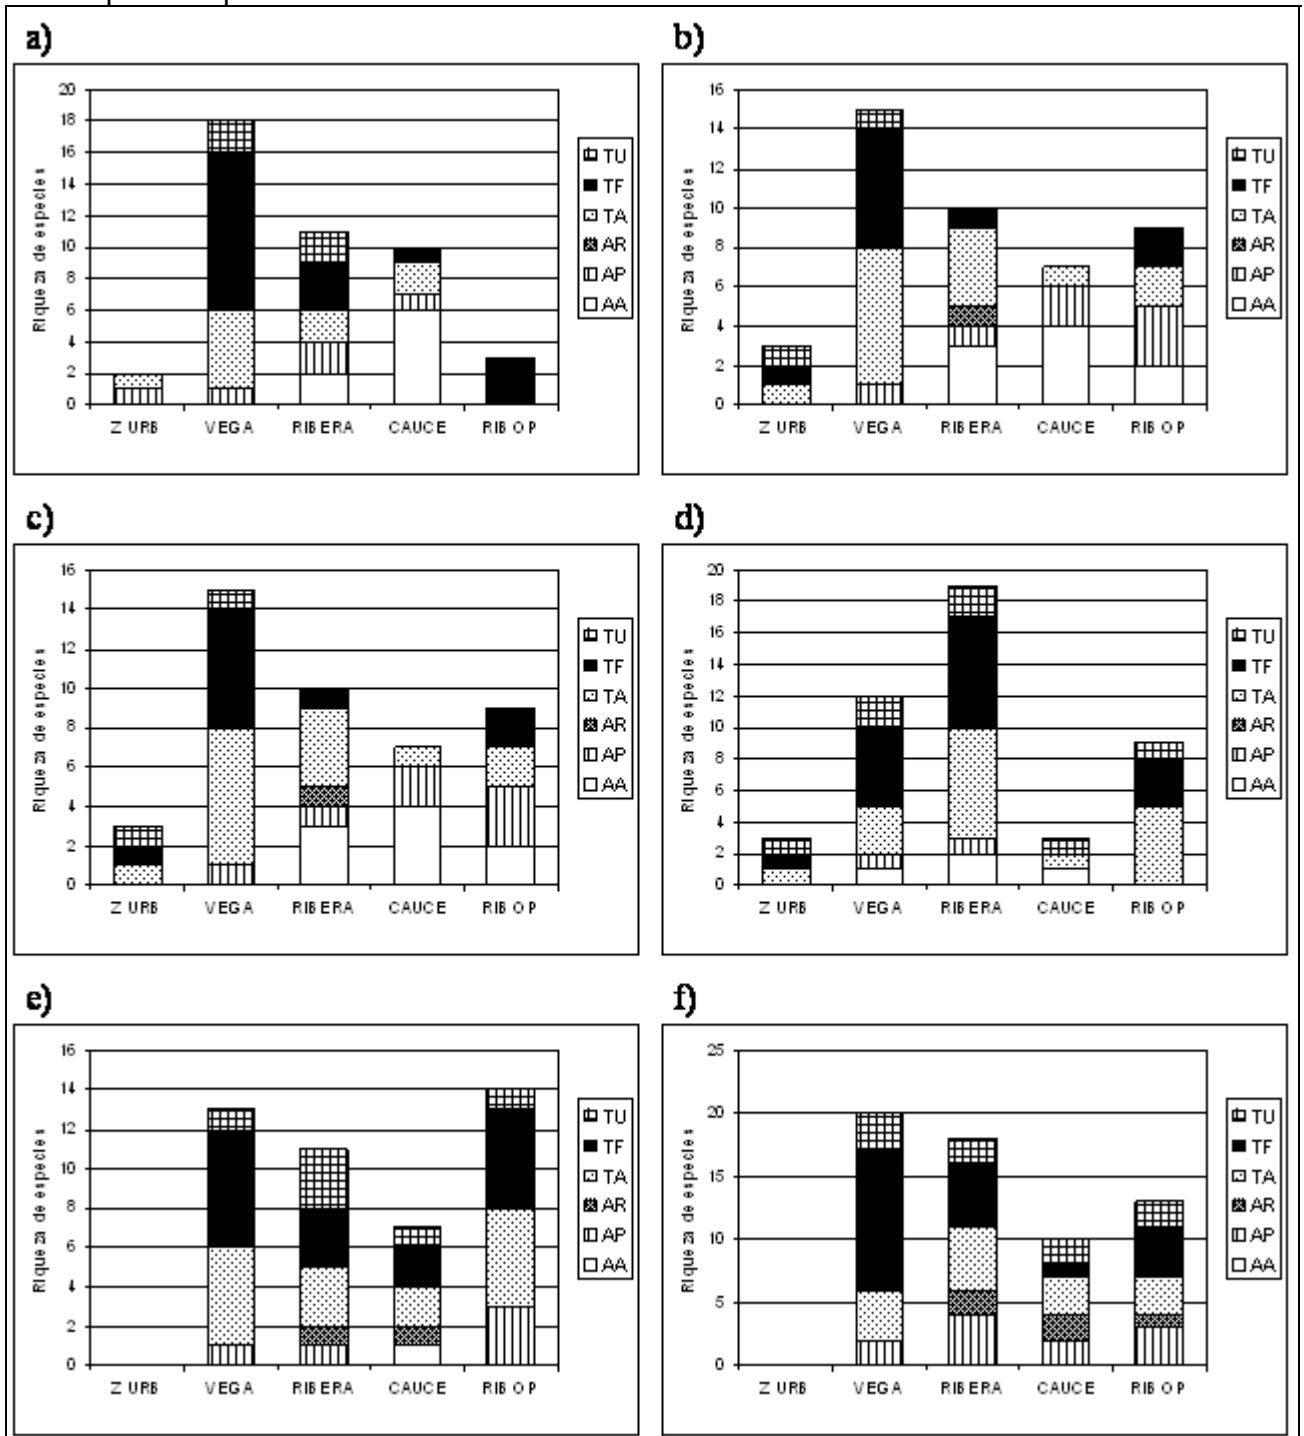 a)
Riqueza de especies
20
18
16
14
12
10
8
6
4
2
0
Z URB VEGA RIBERA CAUCE RIB OP
TU
TF
TA
AR
AP
AA
b)
Riqueza de especies
16
14
12
10
8
6
4
2
0
Z URB VEGA RIBERA CAUCE RIB OP
TU
TF
TA
AR
AP
AA
c)
Riqueza de especies
16
14
12
10
8
6
4
2
0
Z URB VEGA RIBERA CAUCE RIB OP
TU
TF
TA
AR
AP
AA
d)
Riqueza de especies
20
18
16
14
12
10
8
6
4
2
0
Z URB VEGA RIBERA CAUCE RIB OP
TU
TF
TA
AR
AP
AA
e)
Riqueza de especies
16
14
12
10
8
6
4
2
0
Z URB VEGA RIBERA CAUCE RIB OP
TU
TF
TA
AR
AP
AA
f)
Riqueza de especies
25
20
15
10
5
0
Z URB VEGA RIBERA CAUCE RIB OP
TU
TF
TA
AR
AP
AA